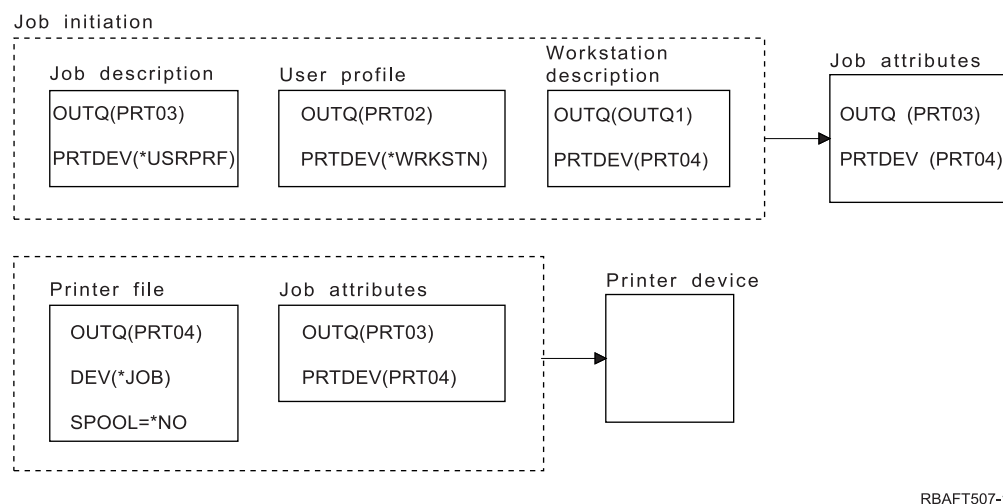 Job initiation
Job description
OUTQ(PRT03)
PRTDEV(*USRPRF)
User profile
OUTQ(PRT02)
PRTDEV(*WRKSTN)
Workstation
description
OUTQ(OUTQ1)
PRTDEV(PRT04)
Job attributes
OUTQ (PRT03)
PRTDEV (PRT04)
Printer file
OUTQ(PRT04)
DEV(*JOB)
SPOOL=*NO
Job attributes
OUTQ(PRT03)
PRTDEV(PRT04)
Printer device
RBAFT507-